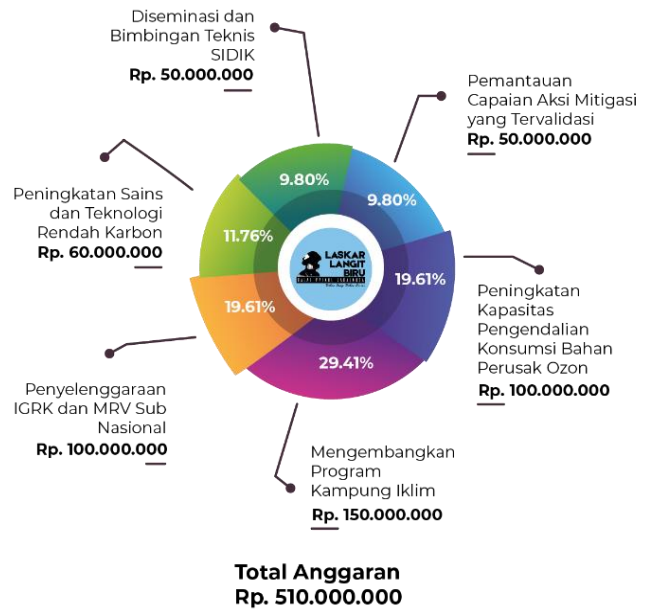 Diseminasi dan
Bimbingan Teknis
SIDIK
Rp. 50.000.000
Pemantauan
Capaian Aksi Mitigasi
yang Tervalidasi
Rp. 50.000.000
9.80%
9.80%
Peningkatan Sains
dan Teknologi
Rendah Karbon
Rp. 60.000.000
11.76%
LASKAR
LANGIT
BIRU
19.61%
19.61%
29.41%
Peningkatan
Kapasitas
Pengendalian
Konsumsi Bahan
Perusak Ozon
Rp. 100.000.000
Penyelenggaraan
IGRK dan MRV Sub
Nasional
Rp. 100.000.000
Mengembangkan
Program
Kampung Iklim
Rp. 150.000.000
Total Anggaran
Rp. 510.000.000